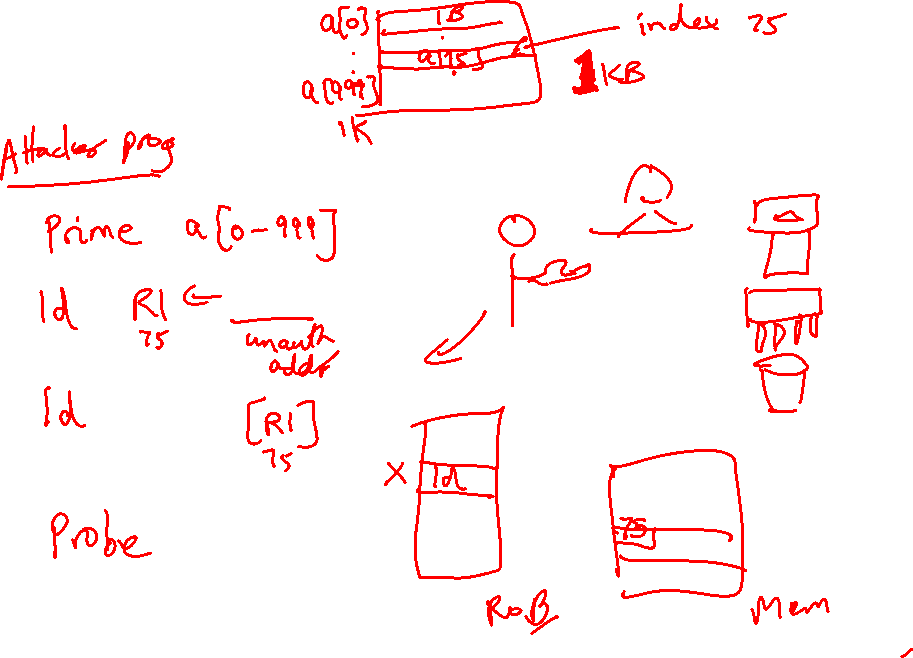 a[0] 1B index 75
a[75]
a[999] 1KB
1K
Attacker prog
Prime a[0-999]
ld R1 ←
75 unauth
addr
ld [R1]
75
X ld
75
Probe
RoB Mem